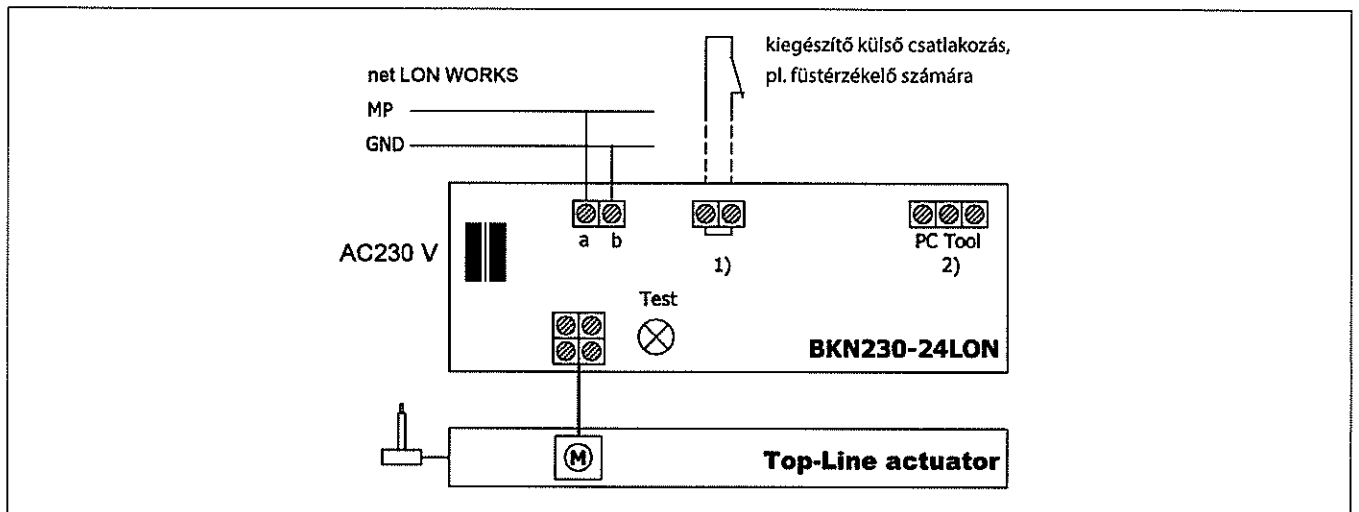 kiegészítő külső csatlakozás,
pl. füstérzékelő számára
net LON WORKS
MP
GND
a b
1)
PC Tool
2)
AC230 V
Test
BKN230-24LON
M
Top-Line actuator